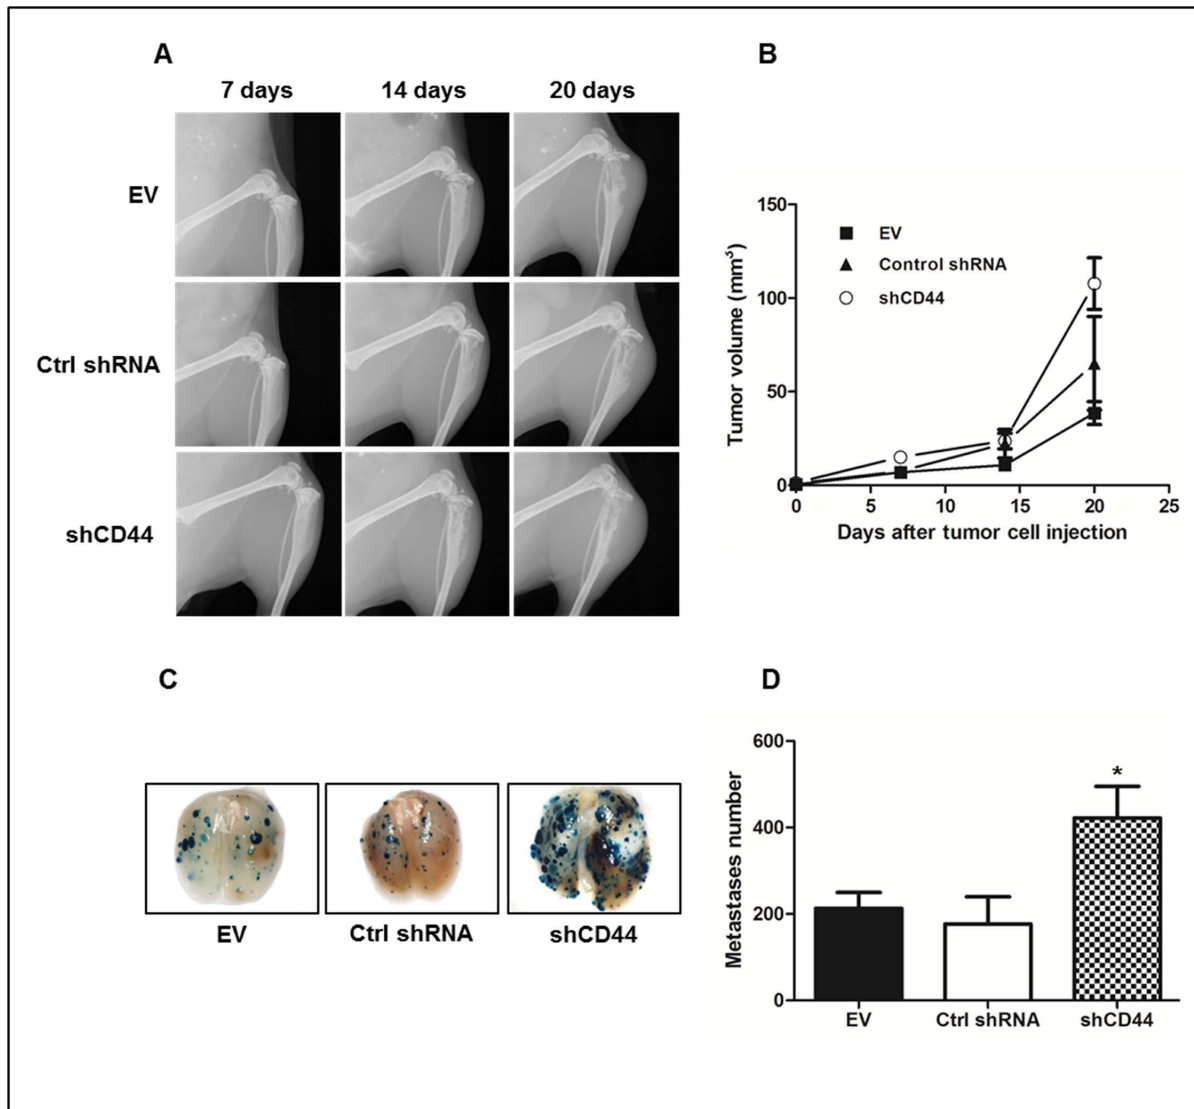 A
7 days 14 days 20 days
EV
Ctrl shRNA
shCD44
B
150
100
50
0
EV
Control shRNA
shCD44
Tumor volume (mm³)
0 5 10 15 20 25
Days after tumor cell injection
C
EV Ctrl shRNA shCD44
D
600
400
200
0
*
Metastases number
EV Ctrl shRNA shCD44